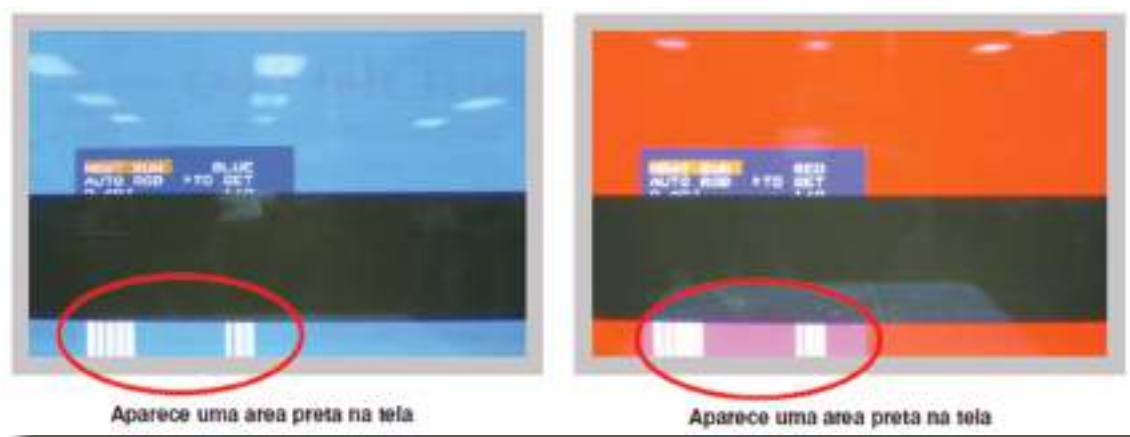 BLUE
AUTO RGB *TO SET
RED
AUTO RGB *TO SET
Aparece uma area preta na tela
Aparece uma area preta na tela